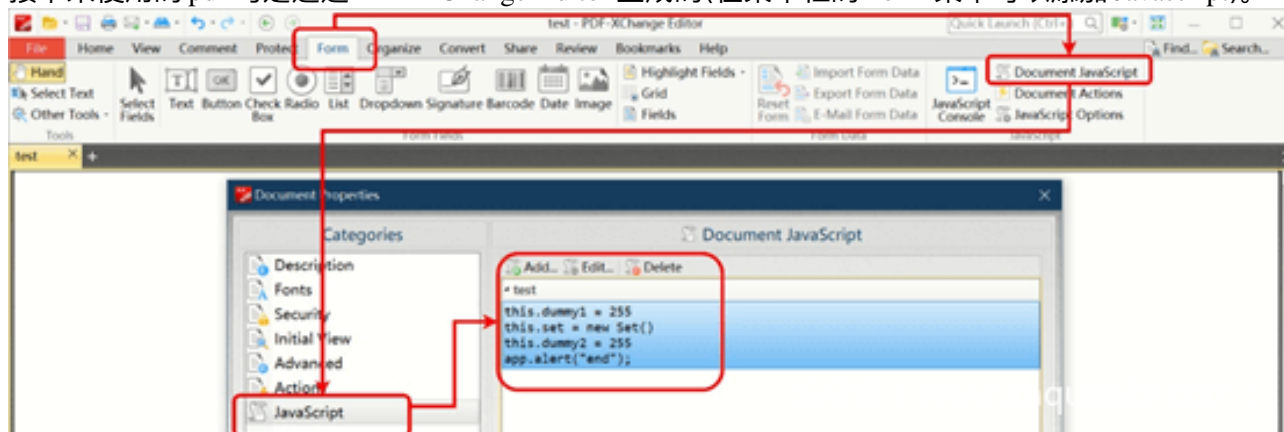 test - PDF-XChange Editor
Quick Launch (Ctrl+
File Home View Comment Protect Form Organize Convert Share Review Bookmarks Help
Find... Search...
Hand
Select Text
Other Tools
Select Fields
Text Button Check Box Radio List Dropdown Signature Barcode Date Image
Highlight Fields
Grid
Fields
Reset Form
Import Form Data
Export Form Data
E-Mail Form Data
JavaScript Console
Document JavaScript
Document Actions
JavaScript Options
Tools Form Fields Form Data JavaScript
test
Document Properties
Categories
Document JavaScript
Description
Fonts
Security
Initial View
Advanced
Actions
JavaScript
Add... Edit... Delete
test
this.dummy1 = 255
this.set = new Set()
this.dummy2 = 255
app.alert("end");